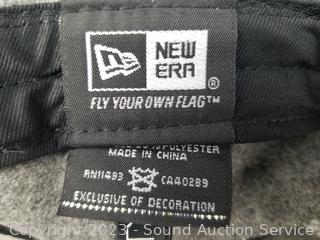 NEW
ERA®
FLY YOUR OWN FLAG™
POLYESTER
MADE IN CHINA
RN11493 CA40289
EXCLUSIVE OF DECORATION
Copyright 2023 - Sound Auction Service